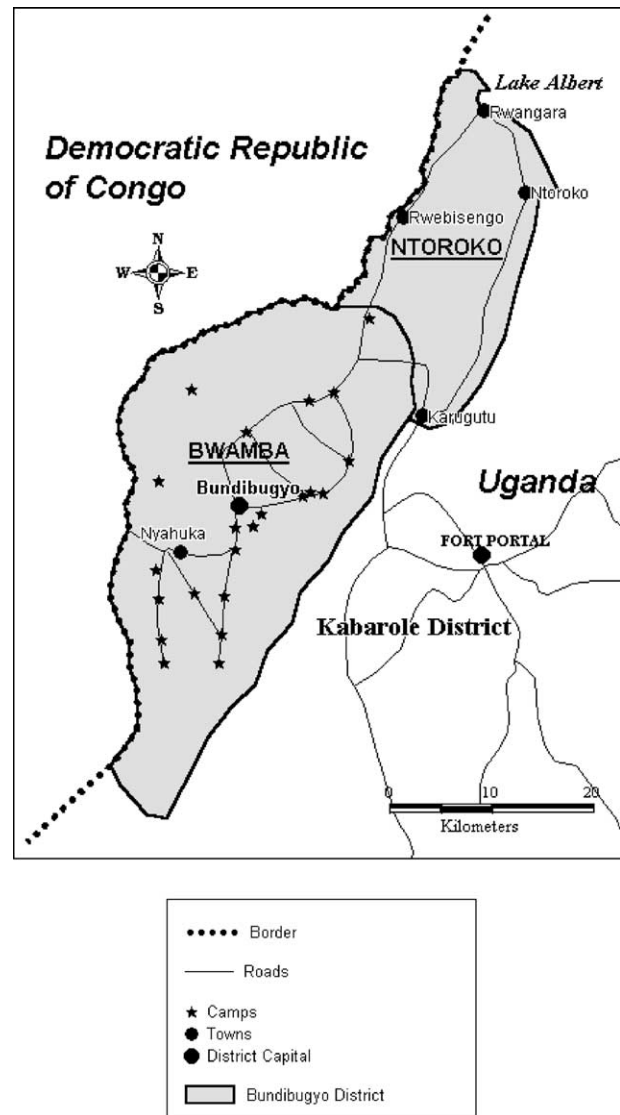 Lake Albert
Rwangara
Democratic Republic
of Congo
Ntoroko
Rwebisengo
NTOROKO
N
W E
S
Karugutu
BWAMBA
Bundibugyo
Uganda
Nyahuka
FORT PORTAL
Kabarole District
0 10 20
Kilometers
Border
Roads
Camps
Towns
District Capital
Bundibugyo District